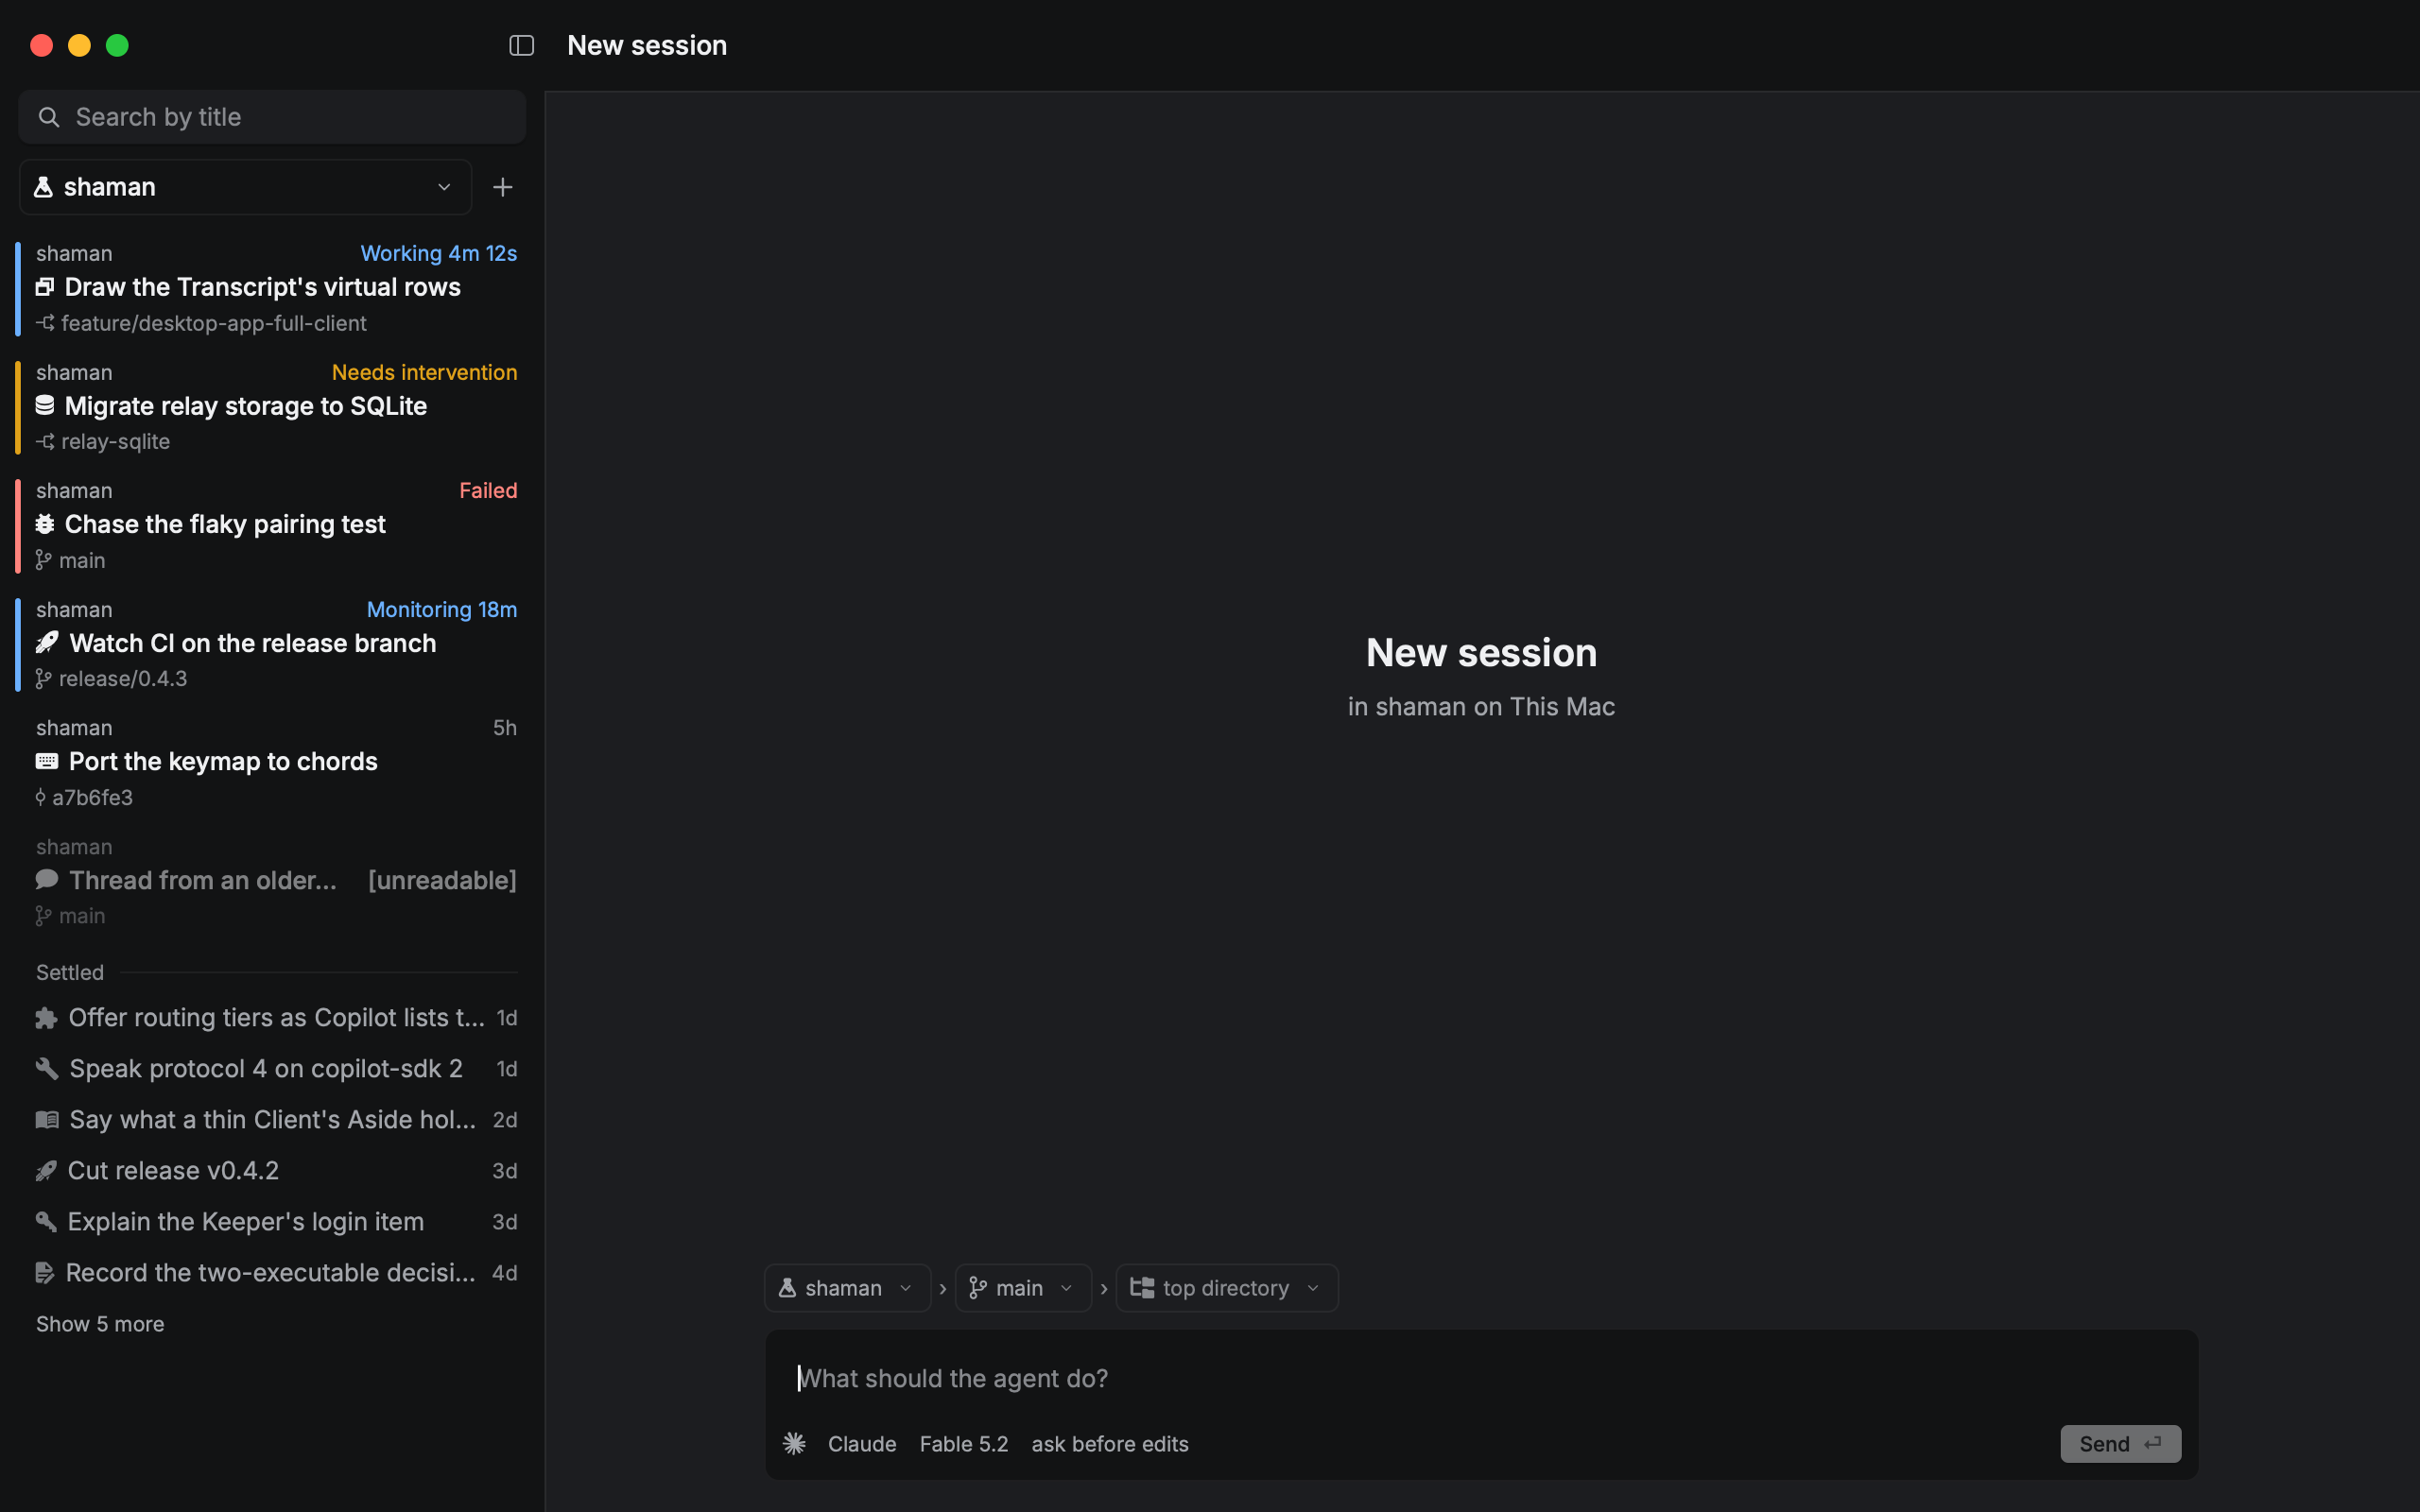 New session
Search by title
shaman
shaman Working 4m 12s
Draw the Transcript's virtual rows
feature/desktop-app-full-client
shaman Needs intervention
Migrate relay storage to SQLite
relay-sqlite
shaman Failed
Chase the flaky pairing test
main
shaman Monitoring 18m
Watch CI on the release branch
release/0.4.3
shaman 5h
Port the keymap to chords
a7b6fe3
shaman
Thread from an older... [unreadable]
main
Settled
Offer routing tiers as Copilot lists t... 1d
Speak protocol 4 on copilot-sdk 2 1d
Say what a thin Client's Aside hol... 2d
Cut release v0.4.2 3d
Explain the Keeper's login item 3d
Record the two-executable decisi... 4d
Show 5 more
New session
in shaman on This Mac
shaman › main › top directory
What should the agent do?
Claude Fable 5.2 ask before edits Send